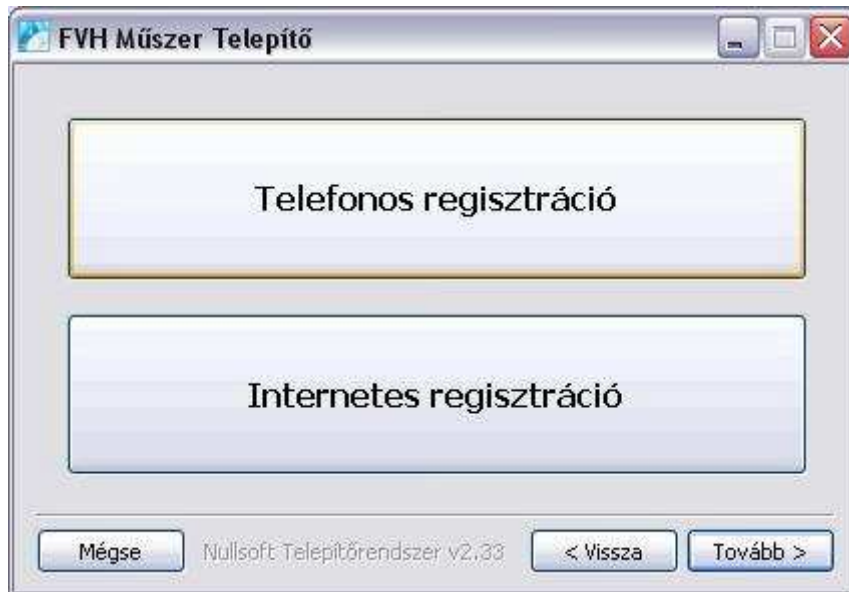 FVH Műszer Telepítő
Telefonos regisztráció
Internetes regisztráció
Mégse Nullsoft Telepítőrendszer v2.33 < Vissza Tovább >